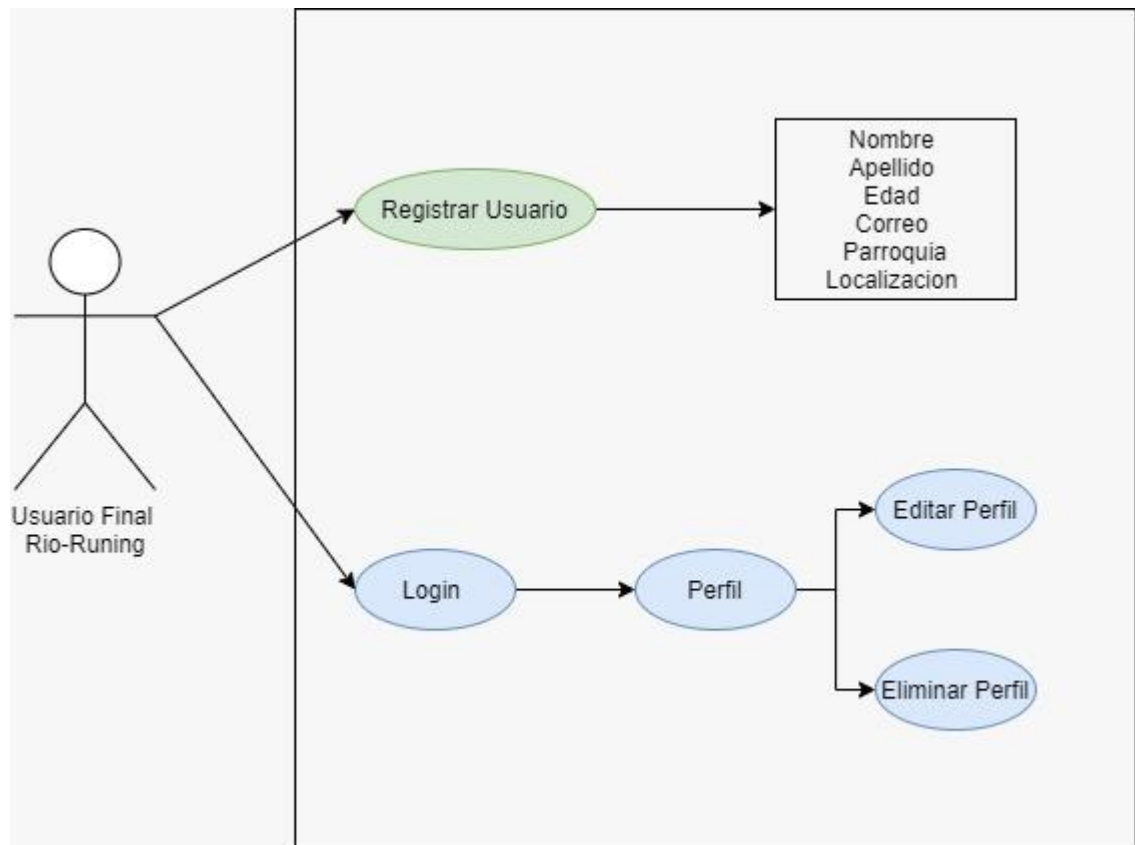 Registrar Usuario
Nombre
Apellido
Edad
Correo
Parroquia
Localizacion
Usuario Final
Rio-Runing
Login
Perfil
Editar Perfil
Eliminar Perfil